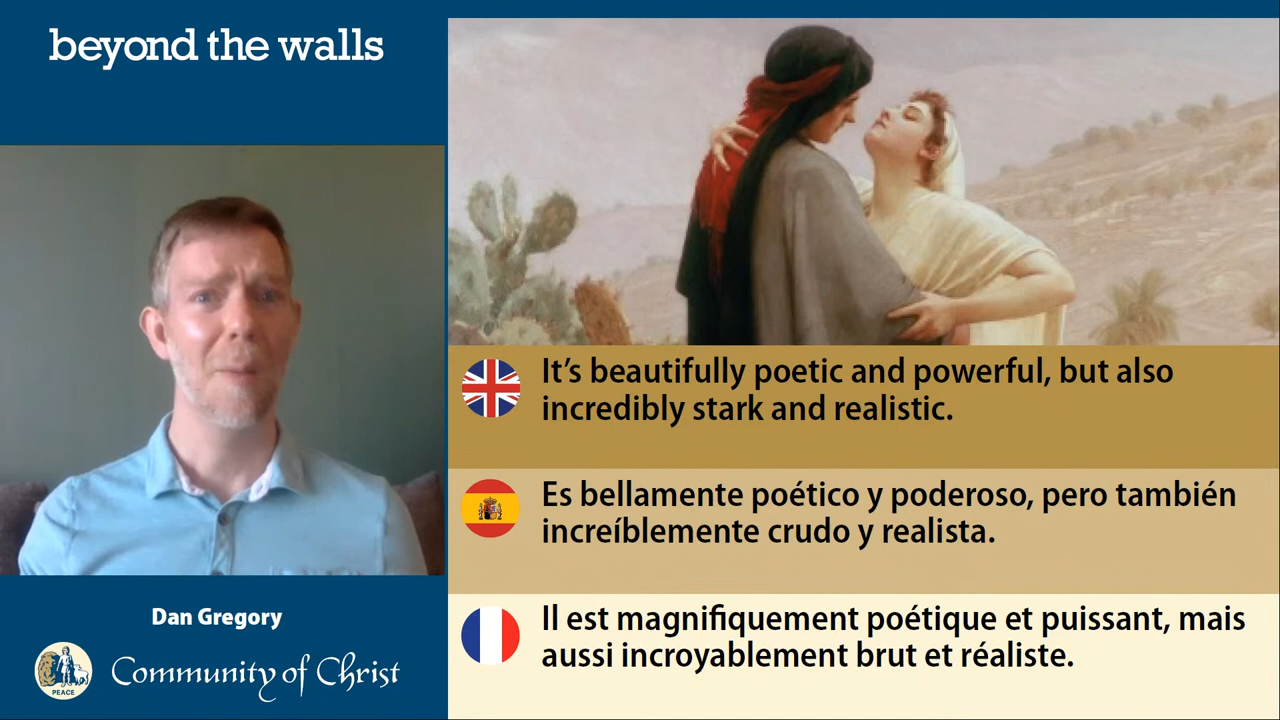 beyond the walls
It's beautifully poetic and powerful, but also
incredibly stark and realistic.
Es bellamente poético y poderoso, pero también
increíblemente crudo y realista.
Il est magnifiquement poétique et puissant, mais
aussi incroyablement brut et réaliste.
Dan Gregory
PEACE
Community of Christ